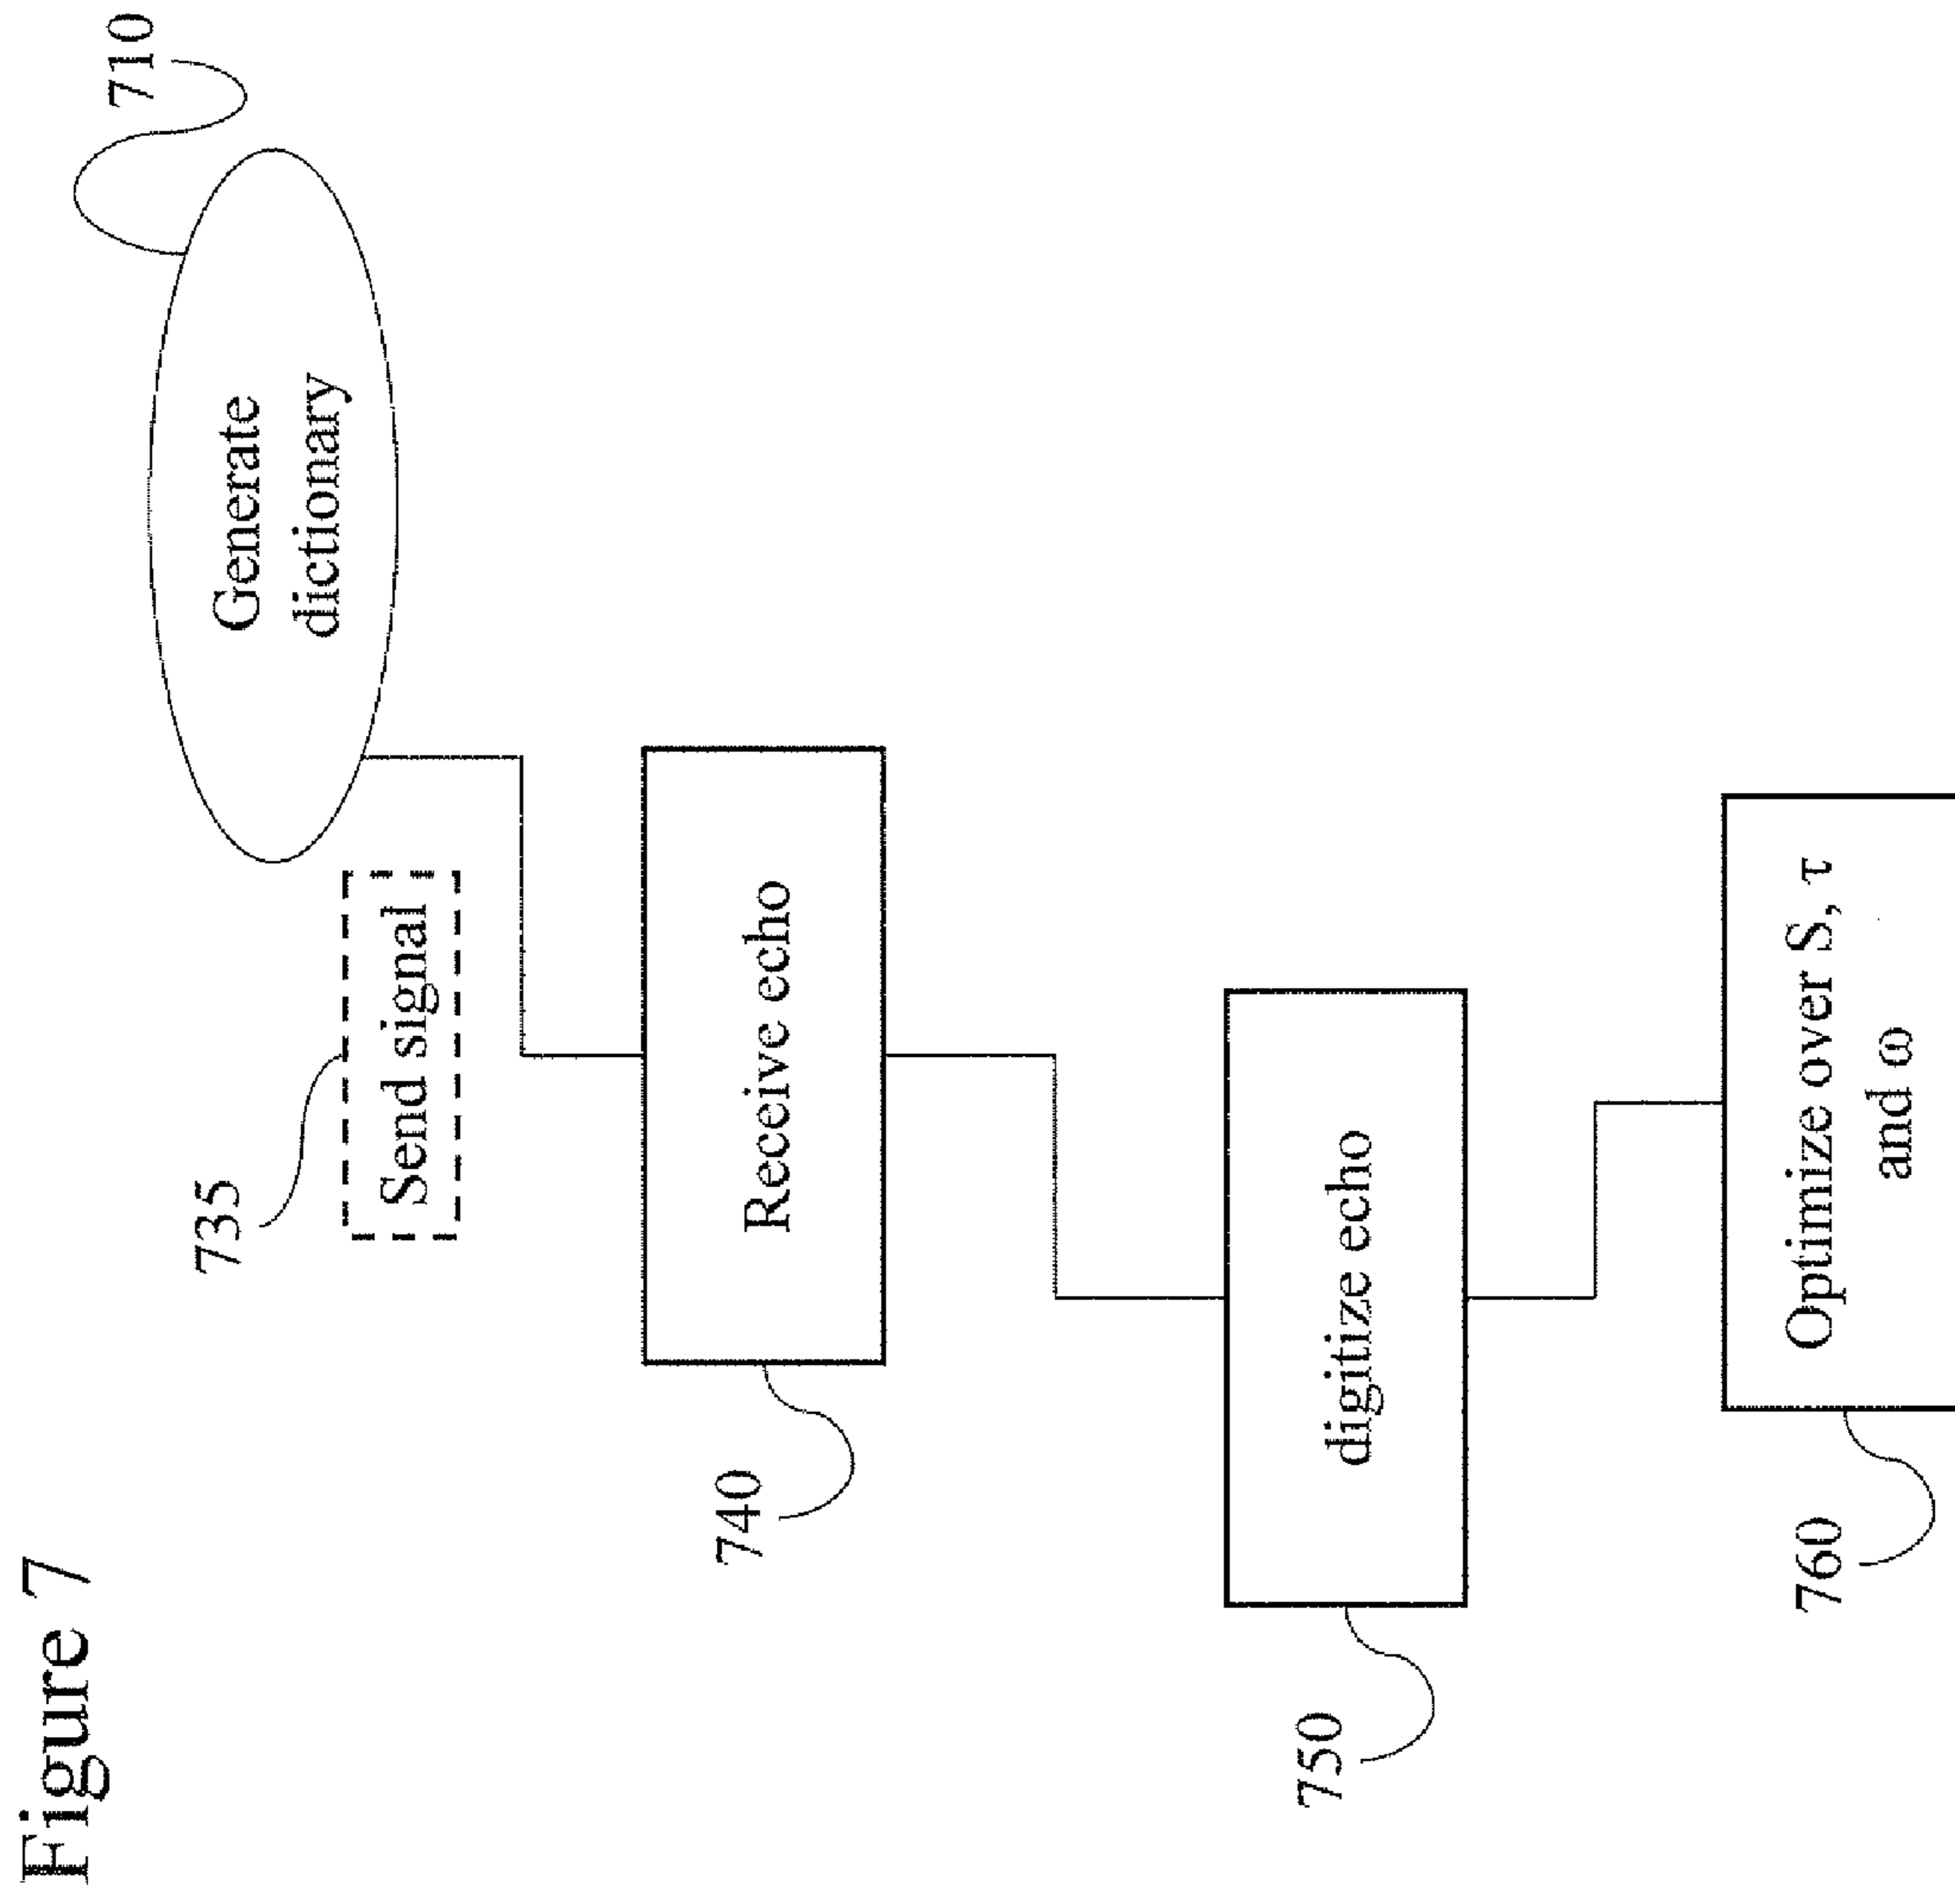 Figure 7
710
Generate
dictionary
735
Send signal
740
Receive echo
750
digitize echo
760
Optimize over S, τ
and ω